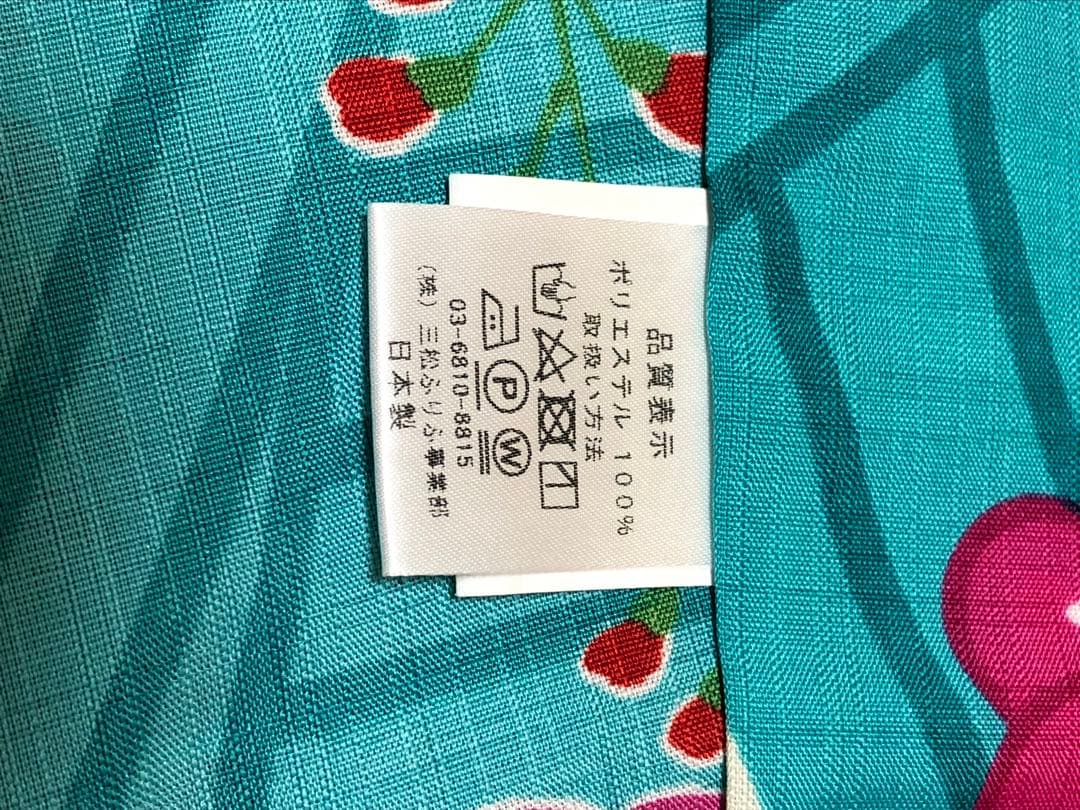 品質表示
ポリエステル 100%
取扱い方法
P W
03-6810-8815
(株) 三松ふりふ事業部
日本製